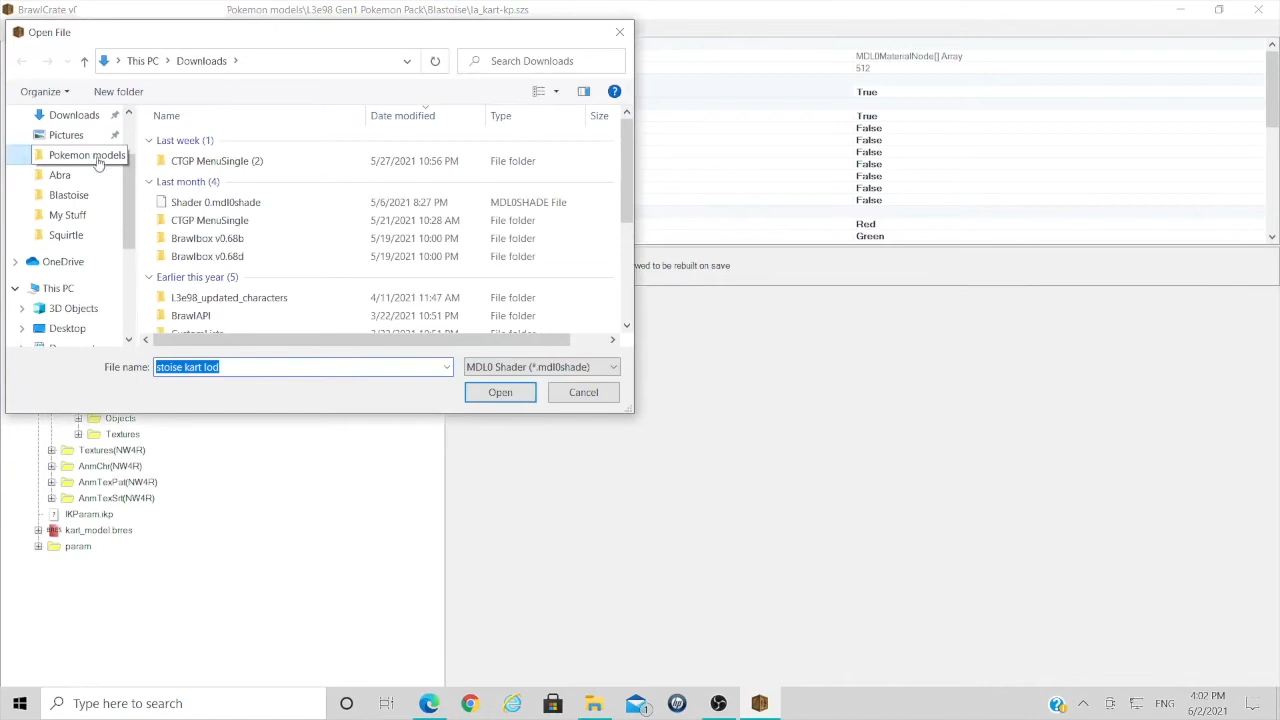 BrawlCrate v( Pokemon models\L3e98 Gen1 Pokemon Pack\Blastoise\la_kart-kp.szs
Open File
This PC > Downloads >
Search Downloads
Organize New folder
Name Date modified Type Size
Downloads
Pictures
Pokemon models
Abra
Blastoise
My Stuff
Squirtle
OneDrive
This PC
3D Objects
Desktop
Last week (1)
CTGP MenuSingle (2) 5/27/2021 10:56 PM File folder
Last month (4)
Shader 0.mdl0shade 5/6/2021 8:27 PM MDL0SHADE File
CTGP MenuSingle 5/21/2021 10:28 AM File folder
Brawlbox v0.68b 5/19/2021 10:00 PM File folder
Brawlbox v0.68d 5/19/2021 10:00 PM File folder
Earlier this year (5)
L3e98_updated_characters 4/11/2021 11:47 AM File folder
BrawlAPI 3/22/2021 10:51 PM File folder
File name: stoise kart lod MDL0 Shader (*.mdl0shade)
Open Cancel
MDL0MaterialNode[] Array
512
True
True
False
False
False
False
False
False
False
Red
Green
wed to be rebuilt on save
Objects
Textures
Textures(NW4R)
AnmChr(NW4R)
AnmTexPat(NW4R)
AnmTexSrt(NW4R)
IKParam.ikp
kart_model.brres
param
Type here to search
ENG
4:02 PM
6/2/2021